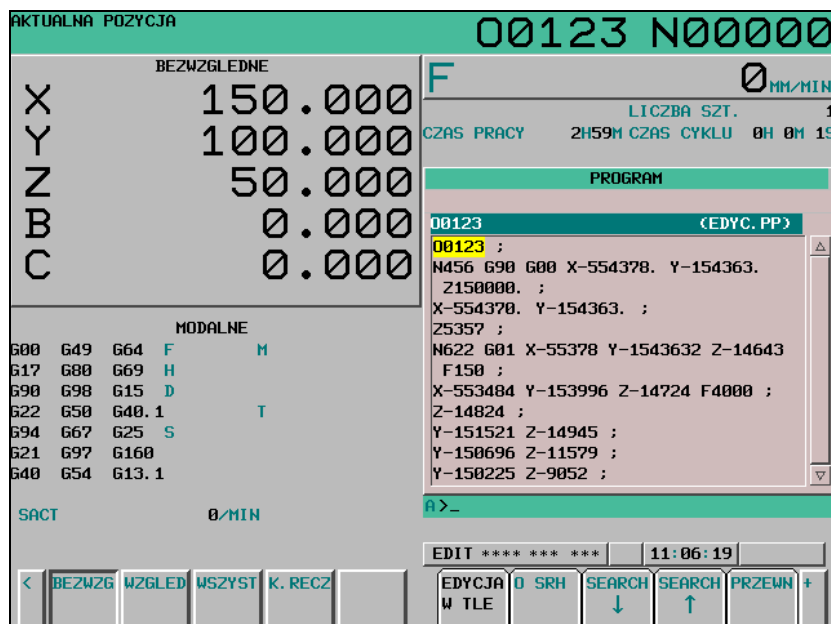 AKTUALNA POZYCJA O0123 N00000
BEZWZGLEDNE
X 150.000
Y 100.000
Z 50.000
B 0.000
C 0.000
F 0 MM/MIN
LICZBA SZT. 1
CZAS PRACY 2H59M CZAS CYKLU 0H 0M 1S
PROGRAM
O0123 (EDYC.PP)
O0123 ;
N456 G90 G00 X-554378. Y-154363.
Z150000. ;
X-554370. Y-154363. ;
Z5357 ;
N622 G01 X-55378 Y-1543632 Z-14643
F150 ;
X-553484 Y-153996 Z-14724 F4000 ;
Z-14824 ;
Y-151521 Z-14945 ;
Y-150696 Z-11579 ;
Y-150225 Z-9052 ;
MODALNE
G00 G49 G64 F M
G17 G80 G69 H
G90 G98 G15 D
G22 G50 G40.1 T
G94 G67 G25 S
G21 G97 G160
G40 G54 G13.1
SACT 0/MIN
A>_
EDIT **** *** *** 11:06:19
< BEZWZG WZGLED WSZYST K.RECZ
EDYCJA W TLE O SRH SEARCH ↓ SEARCH ↑ PRZEWN +